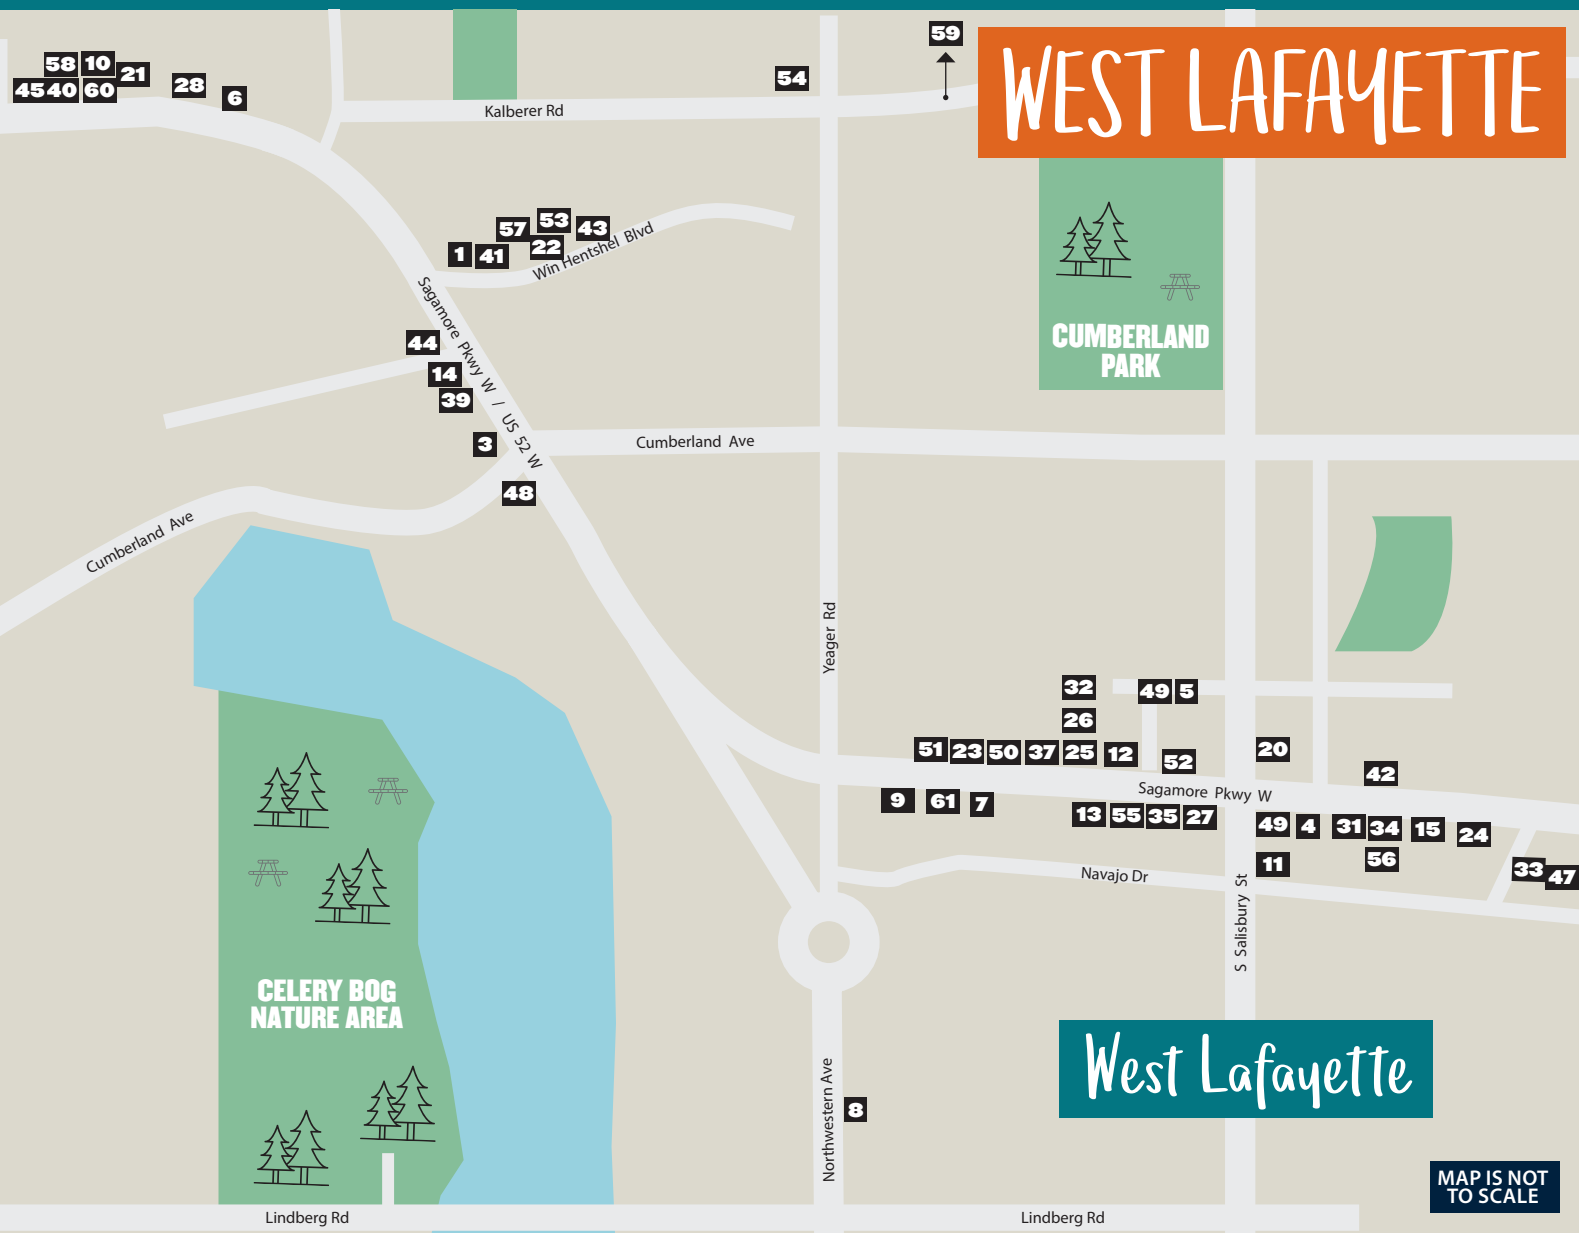 59
WEST LAFAYETTE
58 10
21
45 40 60
28
6
54
Kalberer Rd
57 53 43
1 41 22
Win Hentshel Blvd
Sagamore Pkwy W / US 52 W
44
14
39
3
48
CUMBERLAND
PARK
Cumberland Ave
Cumberland Ave
Yeager Rd
32
49 5
26
51 23 50 37 25 12
52
20
42
Sagamore Pkwy W
9 61 7
13 55 35 27
49 4 31 34 15 24
11
56
33 47
Navajo Dr
S Salisbury St
CELERY BOG
NATURE AREA
West Lafayette
Northwestern Ave
8
MAP IS NOT
TO SCALE
Lindberg Rd
Lindberg Rd